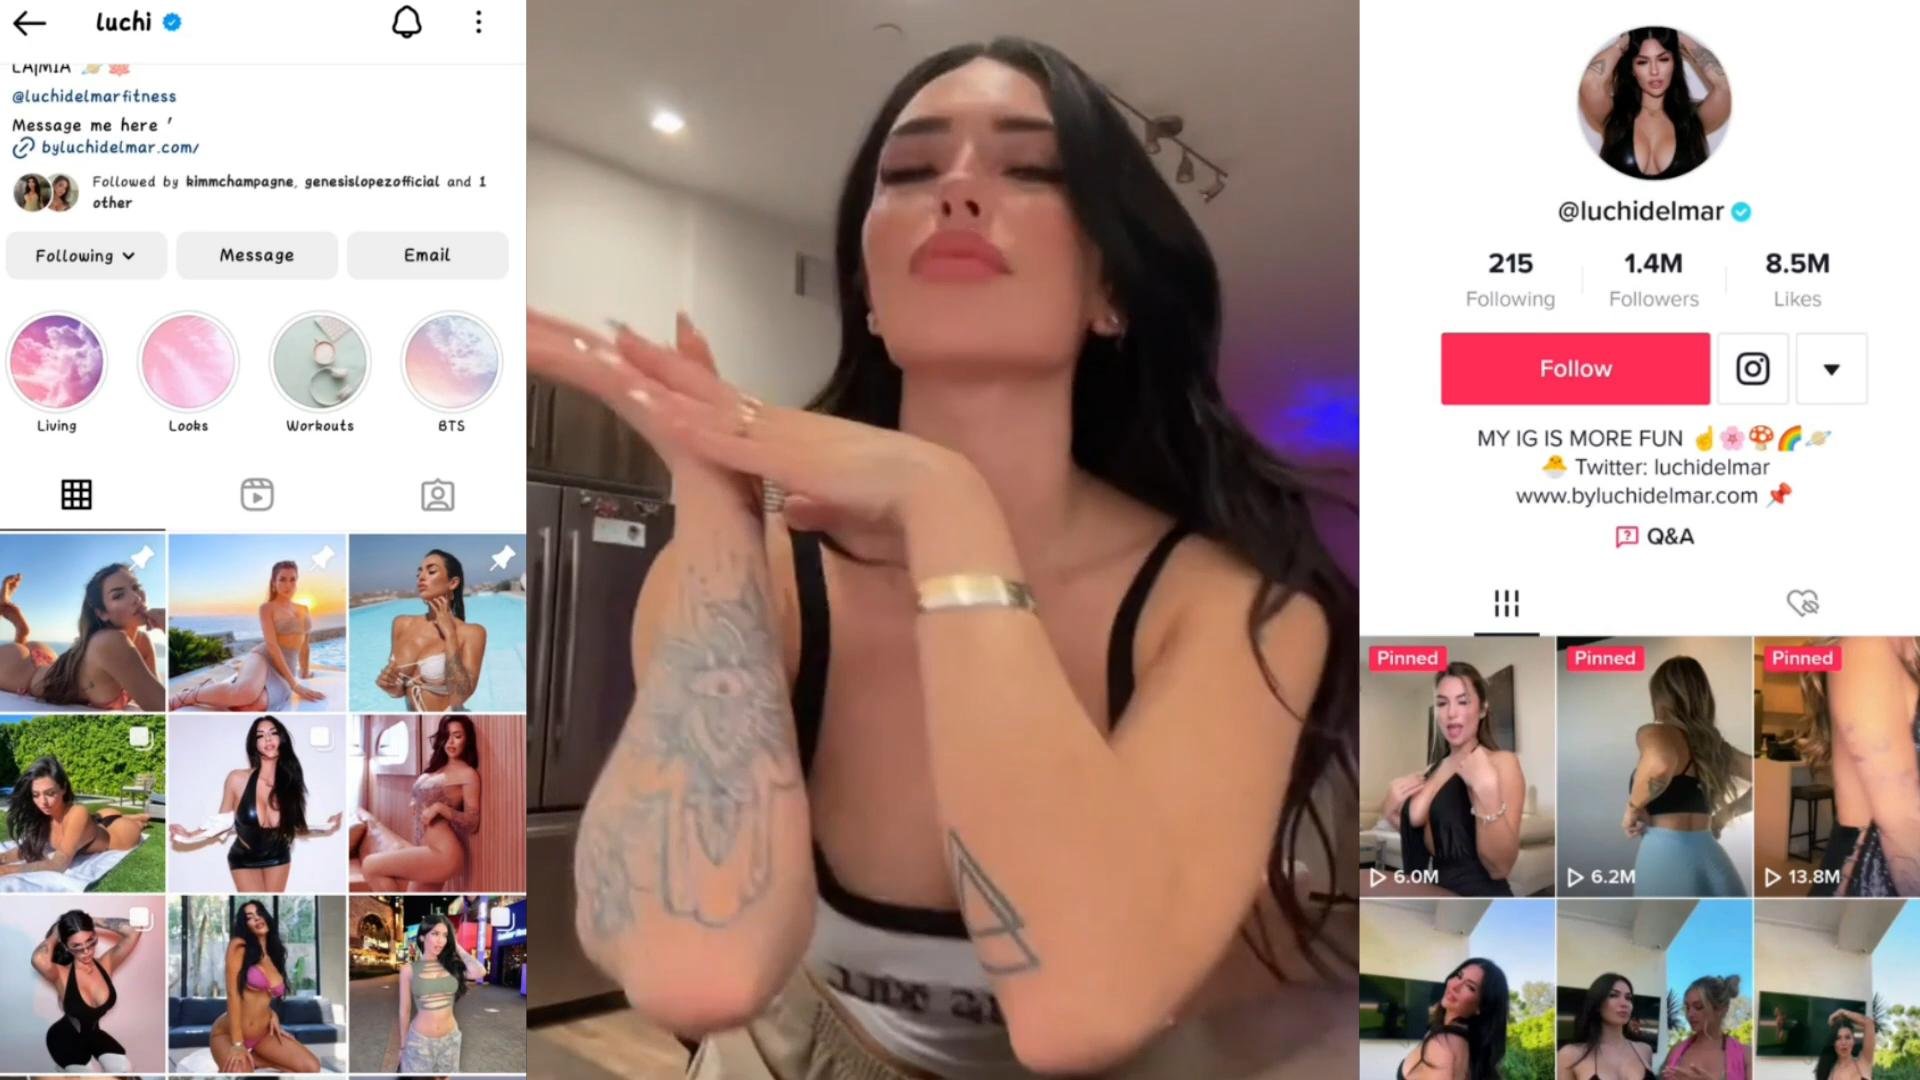 luchi
LA|MIA
@luchidelmarfitness
Message me here '
byluchidelmar.com/
Followed by kimmchampagne, genesislopezofficial and 1
other
Following
Message
Email
Living
Looks
Workouts
BTS
@luchidelmar
215
1.4M
8.5M
Following
Followers
Likes
Follow
MY IG IS MORE FUN ☝️🌸🍄🌈🪐
🐣 Twitter: luchidelmar
www.byluchidelmar.com 📌
Q&A
Pinned
Pinned
Pinned
6.0M
6.2M
13.8M